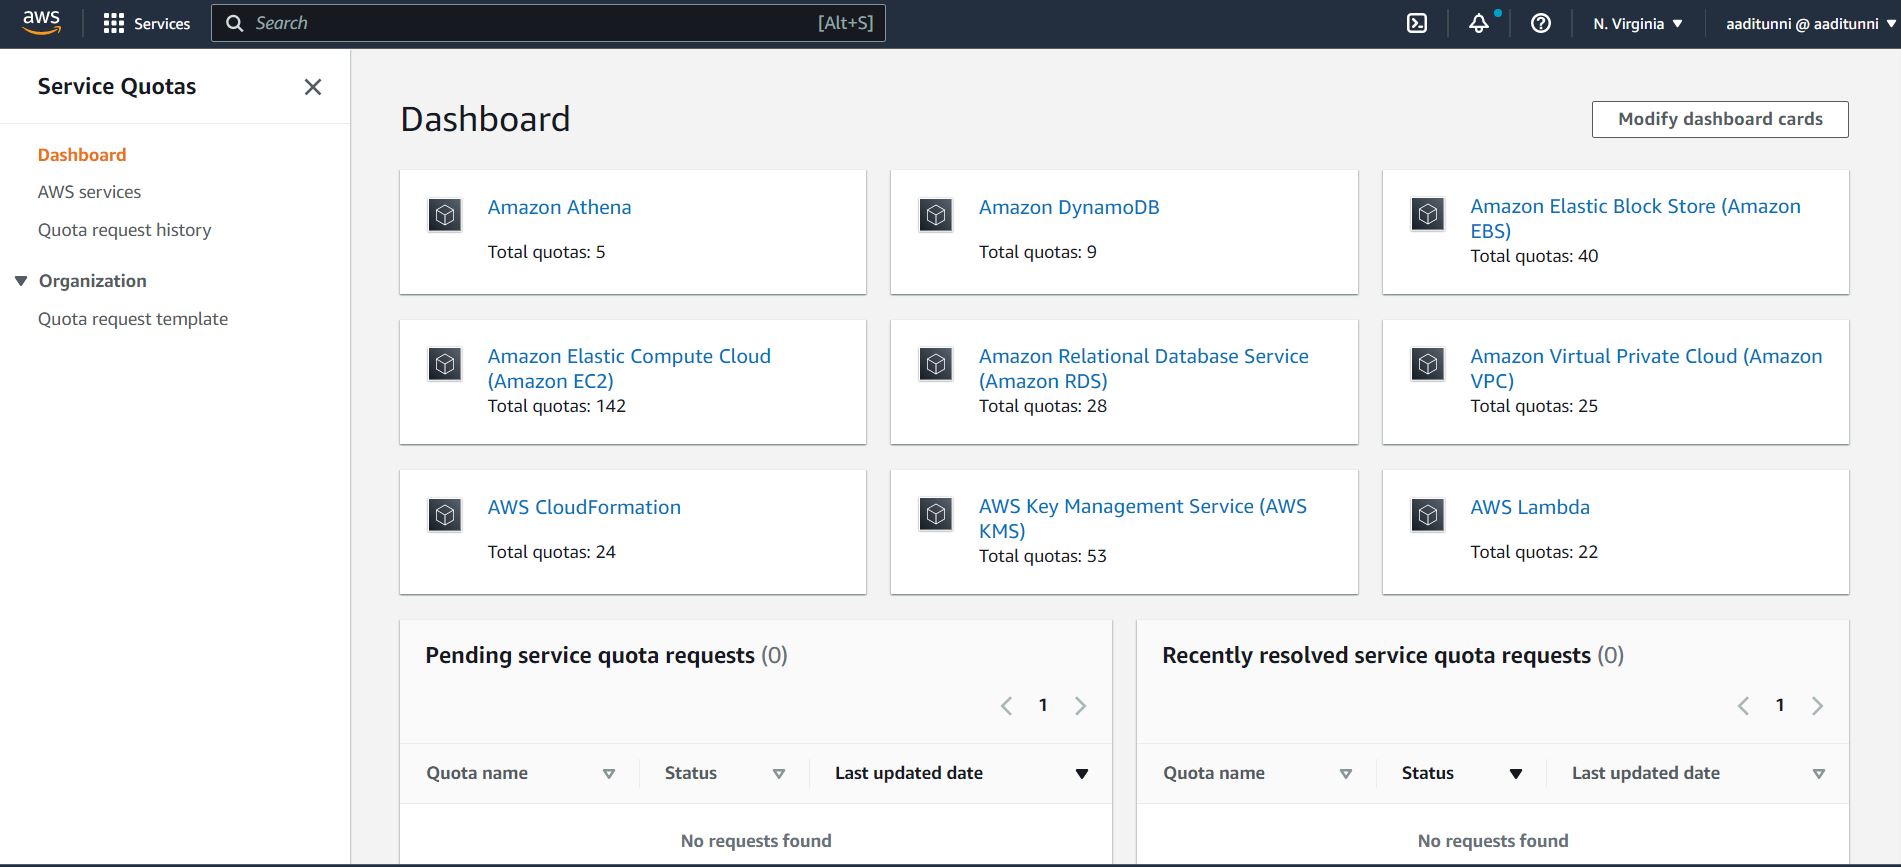 aws
Services
Search
[Alt+S]
N. Virginia
aaditunni @ aaditunni
Service Quotas
Dashboard
AWS services
Quota request history
Organization
Quota request template
Dashboard
Modify dashboard cards
Amazon Athena
Total quotas: 5
Amazon DynamoDB
Total quotas: 9
Amazon Elastic Block Store (Amazon
EBS)
Total quotas: 40
Amazon Elastic Compute Cloud
(Amazon EC2)
Total quotas: 142
Amazon Relational Database Service
(Amazon RDS)
Total quotas: 28
Amazon Virtual Private Cloud (Amazon
VPC)
Total quotas: 25
AWS CloudFormation
Total quotas: 24
AWS Key Management Service (AWS
KMS)
Total quotas: 53
AWS Lambda
Total quotas: 22
Pending service quota requests (0)
1
Quota name
Status
Last updated date
No requests found
Recently resolved service quota requests (0)
1
Quota name
Status
Last updated date
No requests found